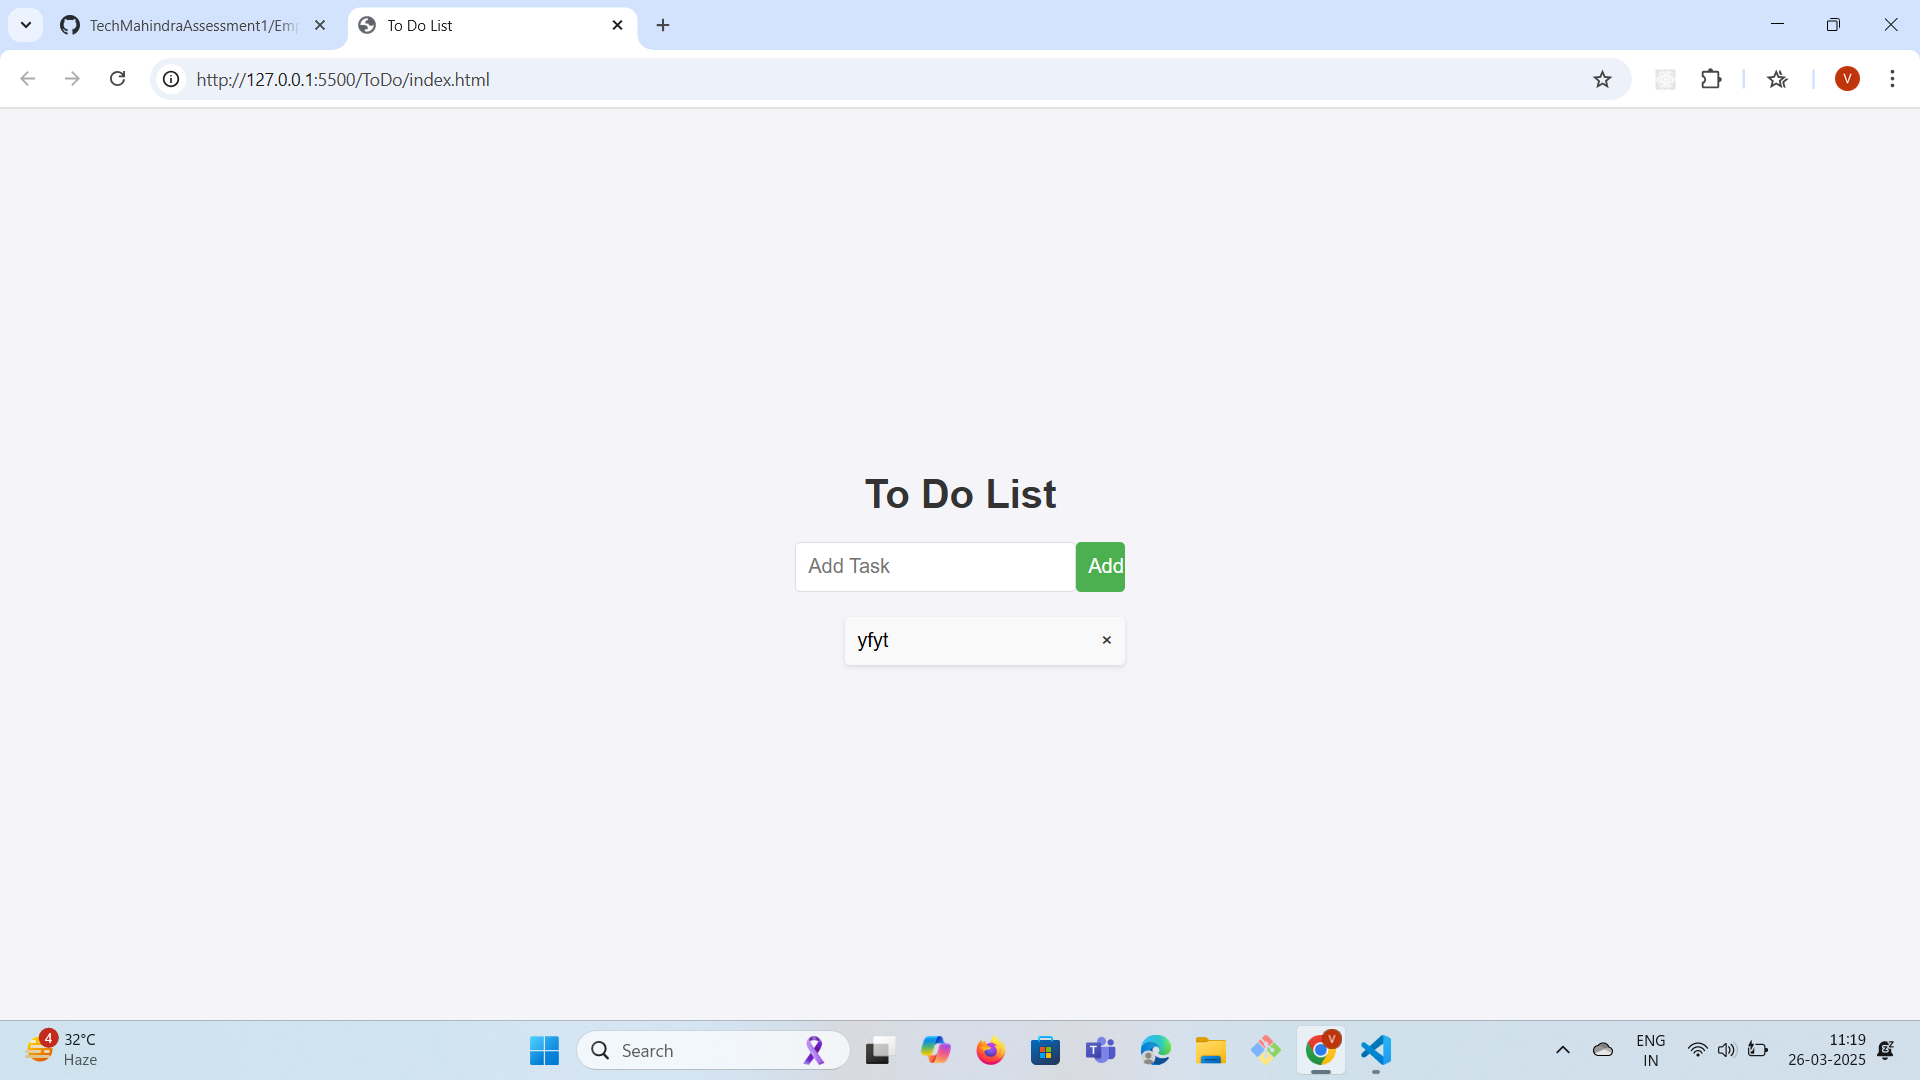 TechMahindraAssessment1/Em
To Do List
http://127.0.0.1:5500/ToDo/index.html
V
To Do List
Add Task
Add
yfyt
×
4
32°C
Haze
Search
V
ENG
IN
11:19
26-03-2025